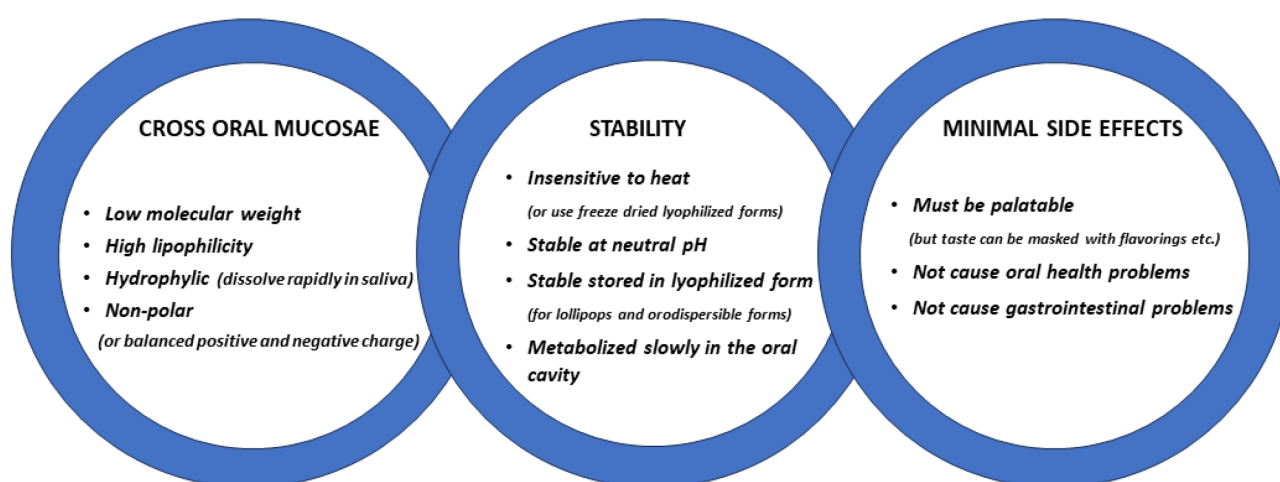 CROSS ORAL MUCOSAE
• Low molecular weight
• High lipophilicity
• Hydrophylic (dissolve rapidly in saliva)
• Non-polar
(or balanced positive and negative charge)
STABILITY
• Insensitive to heat
(or use freeze dried lyophilized forms)
• Stable at neutral pH
• Stable stored in lyophilized form
(for lollipops and orodispersible forms)
• Metabolized slowly in the oral
cavity
MINIMAL SIDE EFFECTS
• Must be palatable
(but taste can be masked with flavorings etc.)
• Not cause oral health problems
• Not cause gastrointestinal problems